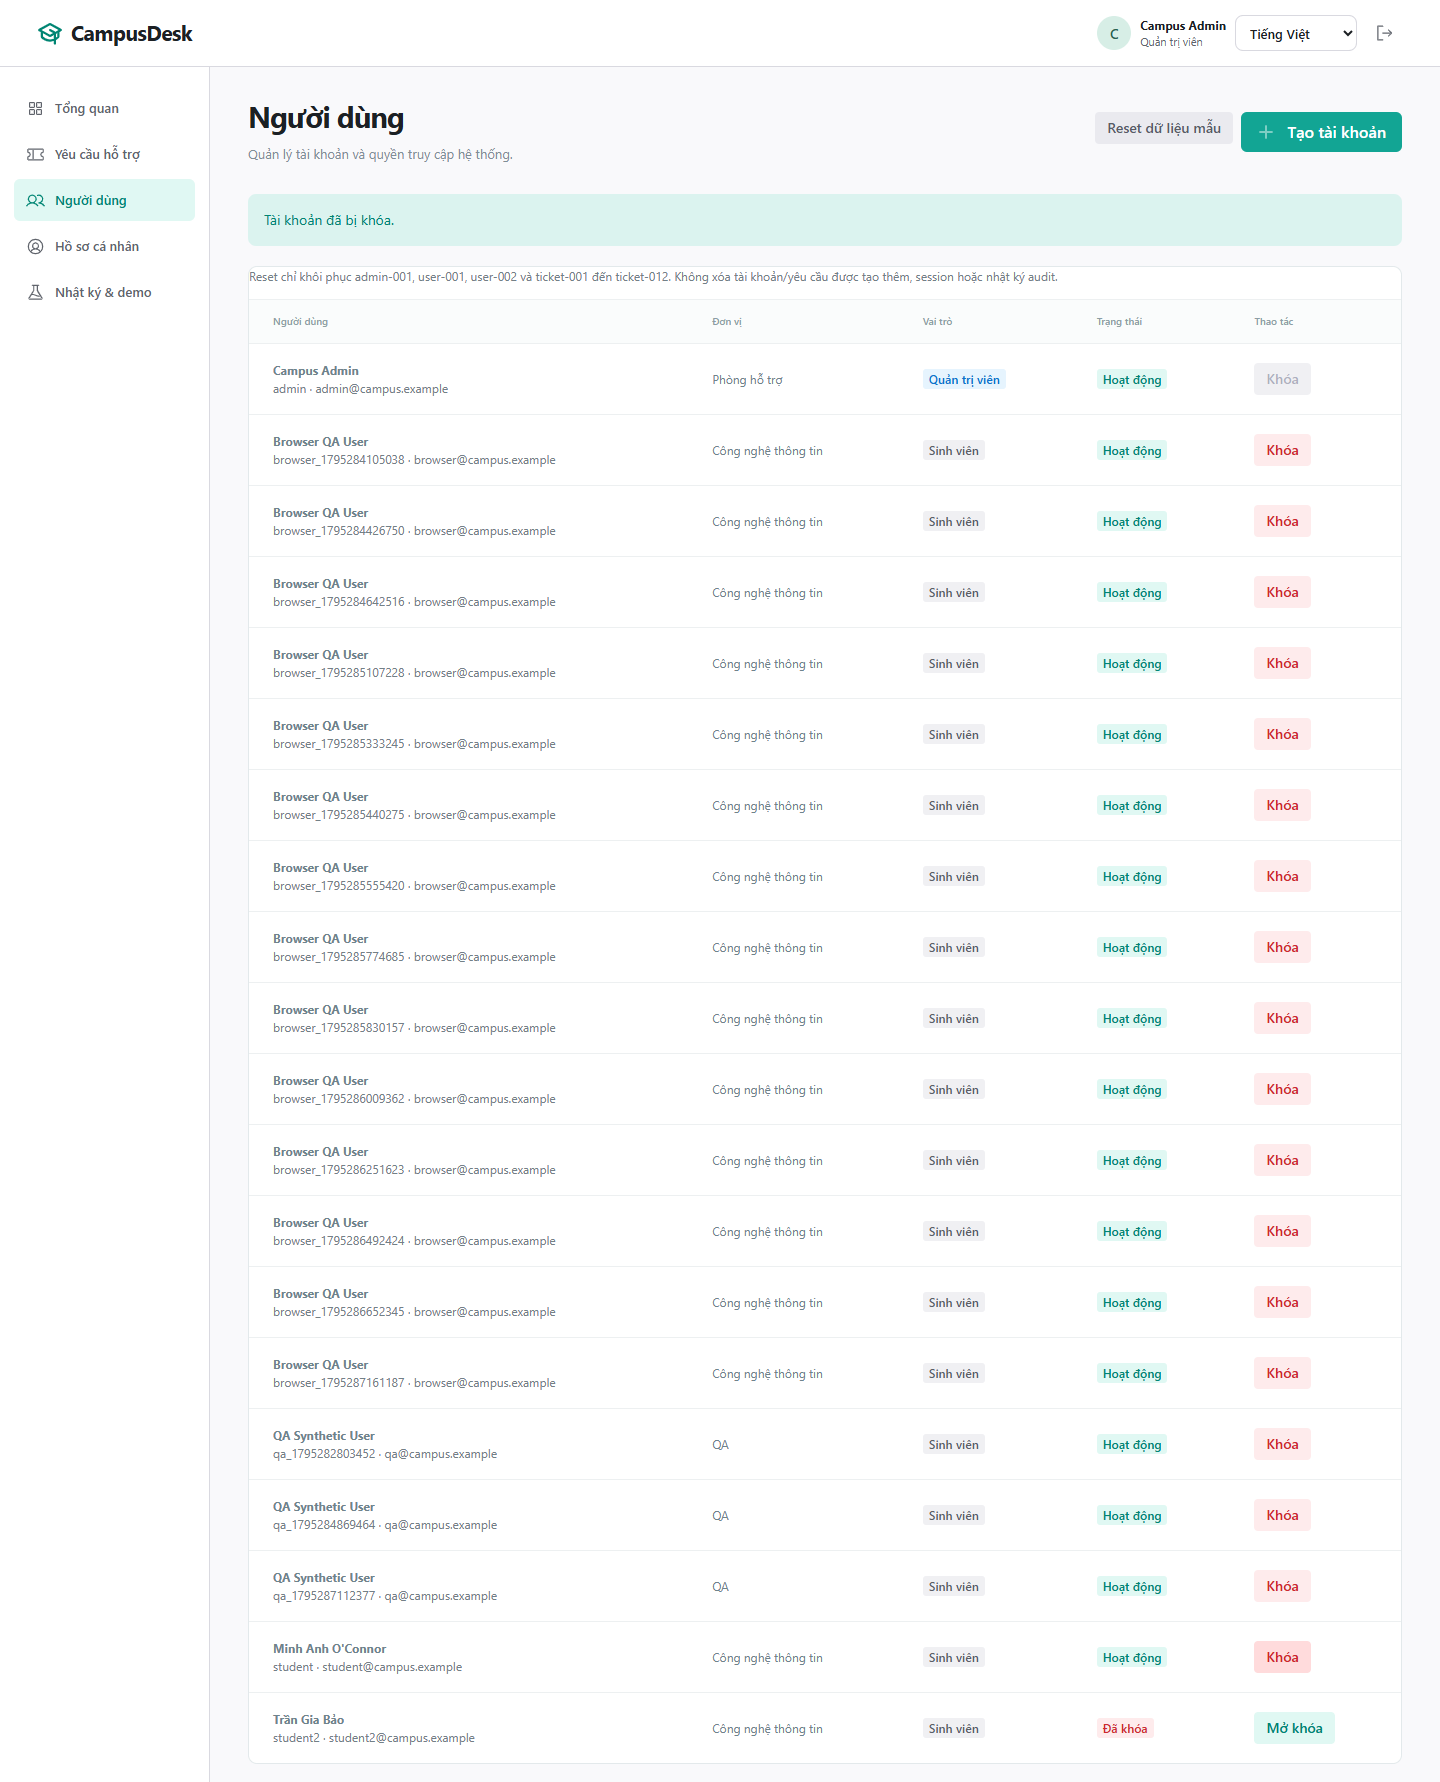 CampusDesk
C
Campus Admin
Quản trị viên
Tiếng Việt
Tổng quan
Yêu cầu hỗ trợ
Người dùng
Hồ sơ cá nhân
Nhật ký & demo
Người dùng
Quản lý tài khoản và quyền truy cập hệ thống.
Reset dữ liệu mẫu
Tạo tài khoản
Tài khoản đã bị khóa.
Reset chỉ khôi phục admin-001, user-001, user-002 và ticket-001 đến ticket-012. Không xóa tài khoản/yêu cầu được tạo thêm, session hoặc nhật ký audit.
Người dùng Đơn vị Vai trò Trạng thái Thao tác
Campus Admin
admin · admin@campus.example
Phòng hỗ trợ Quản trị viên Hoạt động Khóa
Browser QA User
browser_1795284105038 · browser@campus.example
Công nghệ thông tin Sinh viên Hoạt động Khóa
Browser QA User
browser_1795284426750 · browser@campus.example
Công nghệ thông tin Sinh viên Hoạt động Khóa
Browser QA User
browser_1795284642516 · browser@campus.example
Công nghệ thông tin Sinh viên Hoạt động Khóa
Browser QA User
browser_1795285107228 · browser@campus.example
Công nghệ thông tin Sinh viên Hoạt động Khóa
Browser QA User
browser_1795285333245 · browser@campus.example
Công nghệ thông tin Sinh viên Hoạt động Khóa
Browser QA User
browser_1795285440275 · browser@campus.example
Công nghệ thông tin Sinh viên Hoạt động Khóa
Browser QA User
browser_1795285555420 · browser@campus.example
Công nghệ thông tin Sinh viên Hoạt động Khóa
Browser QA User
browser_1795285774685 · browser@campus.example
Công nghệ thông tin Sinh viên Hoạt động Khóa
Browser QA User
browser_1795285830157 · browser@campus.example
Công nghệ thông tin Sinh viên Hoạt động Khóa
Browser QA User
browser_1795286009362 · browser@campus.example
Công nghệ thông tin Sinh viên Hoạt động Khóa
Browser QA User
browser_1795286251623 · browser@campus.example
Công nghệ thông tin Sinh viên Hoạt động Khóa
Browser QA User
browser_1795286492424 · browser@campus.example
Công nghệ thông tin Sinh viên Hoạt động Khóa
Browser QA User
browser_1795286652345 · browser@campus.example
Công nghệ thông tin Sinh viên Hoạt động Khóa
Browser QA User
browser_1795287161187 · browser@campus.example
Công nghệ thông tin Sinh viên Hoạt động Khóa
QA Synthetic User
qa_1795282803452 · qa@campus.example
QA Sinh viên Hoạt động Khóa
QA Synthetic User
qa_1795284869464 · qa@campus.example
QA Sinh viên Hoạt động Khóa
QA Synthetic User
qa_1795287112377 · qa@campus.example
QA Sinh viên Hoạt động Khóa
Minh Anh O'Connor
student · student@campus.example
Công nghệ thông tin Sinh viên Hoạt động Khóa
Trần Gia Bảo
student2 · student2@campus.example
Công nghệ thông tin Sinh viên Đã khóa Mở khóa